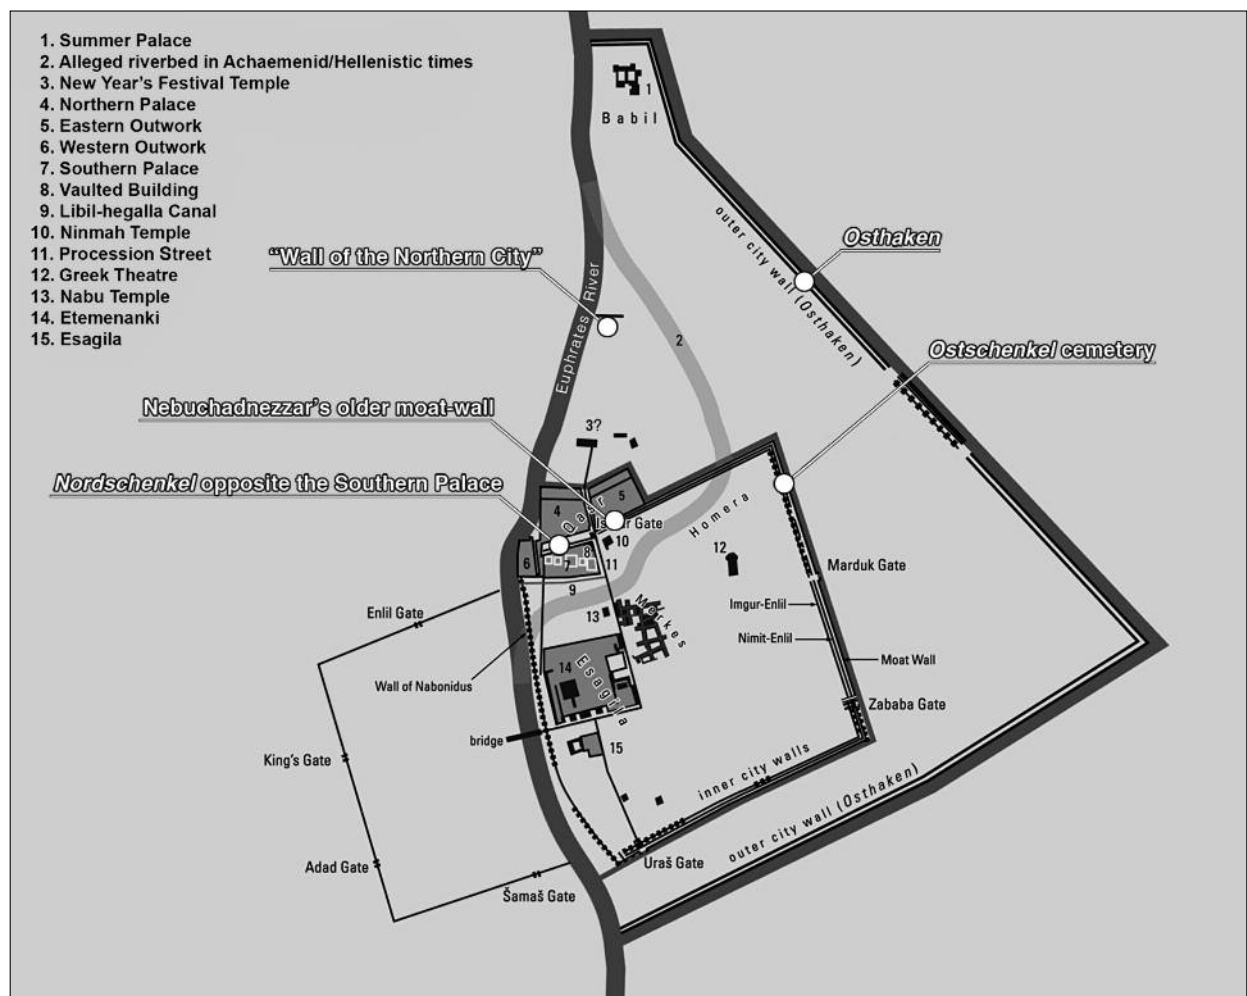 1. Summer Palace
2. Alleged riverbed in Achaemenid/Hellenistic times
3. New Year's Festival Temple
4. Northern Palace
5. Eastern Outwork
6. Western Outwork
7. Southern Palace
8. Vaulted Building
9. Libil-hegalla Canal
10. Ninmah Temple
11. Procession Street
12. Greek Theatre
13. Nabu Temple
14. Etemenanki
15. Esagila
1
Babil
outer city wall (Osthaken)
Osthaken
"Wall of the Northern City"
Euphrates River
2
Ostschenkel cemetery
Nebuchadnezzar's older moat-wall
3?
Nordschenkel opposite the Southern Palace
4
5
Qasr
Ishtar Gate
Homera
10
12
6
7
8
11
9
Marduk Gate
Enlil Gate
13
Merkes
Imgur-Enlil
Nimit-Enlil
Moat Wall
14
Esagila
Wall of Nabonidus
Zababa Gate
bridge
15
King's Gate
inner city walls
outer city wall (Osthaken)
Adad Gate
Uraš Gate
Šamaš Gate